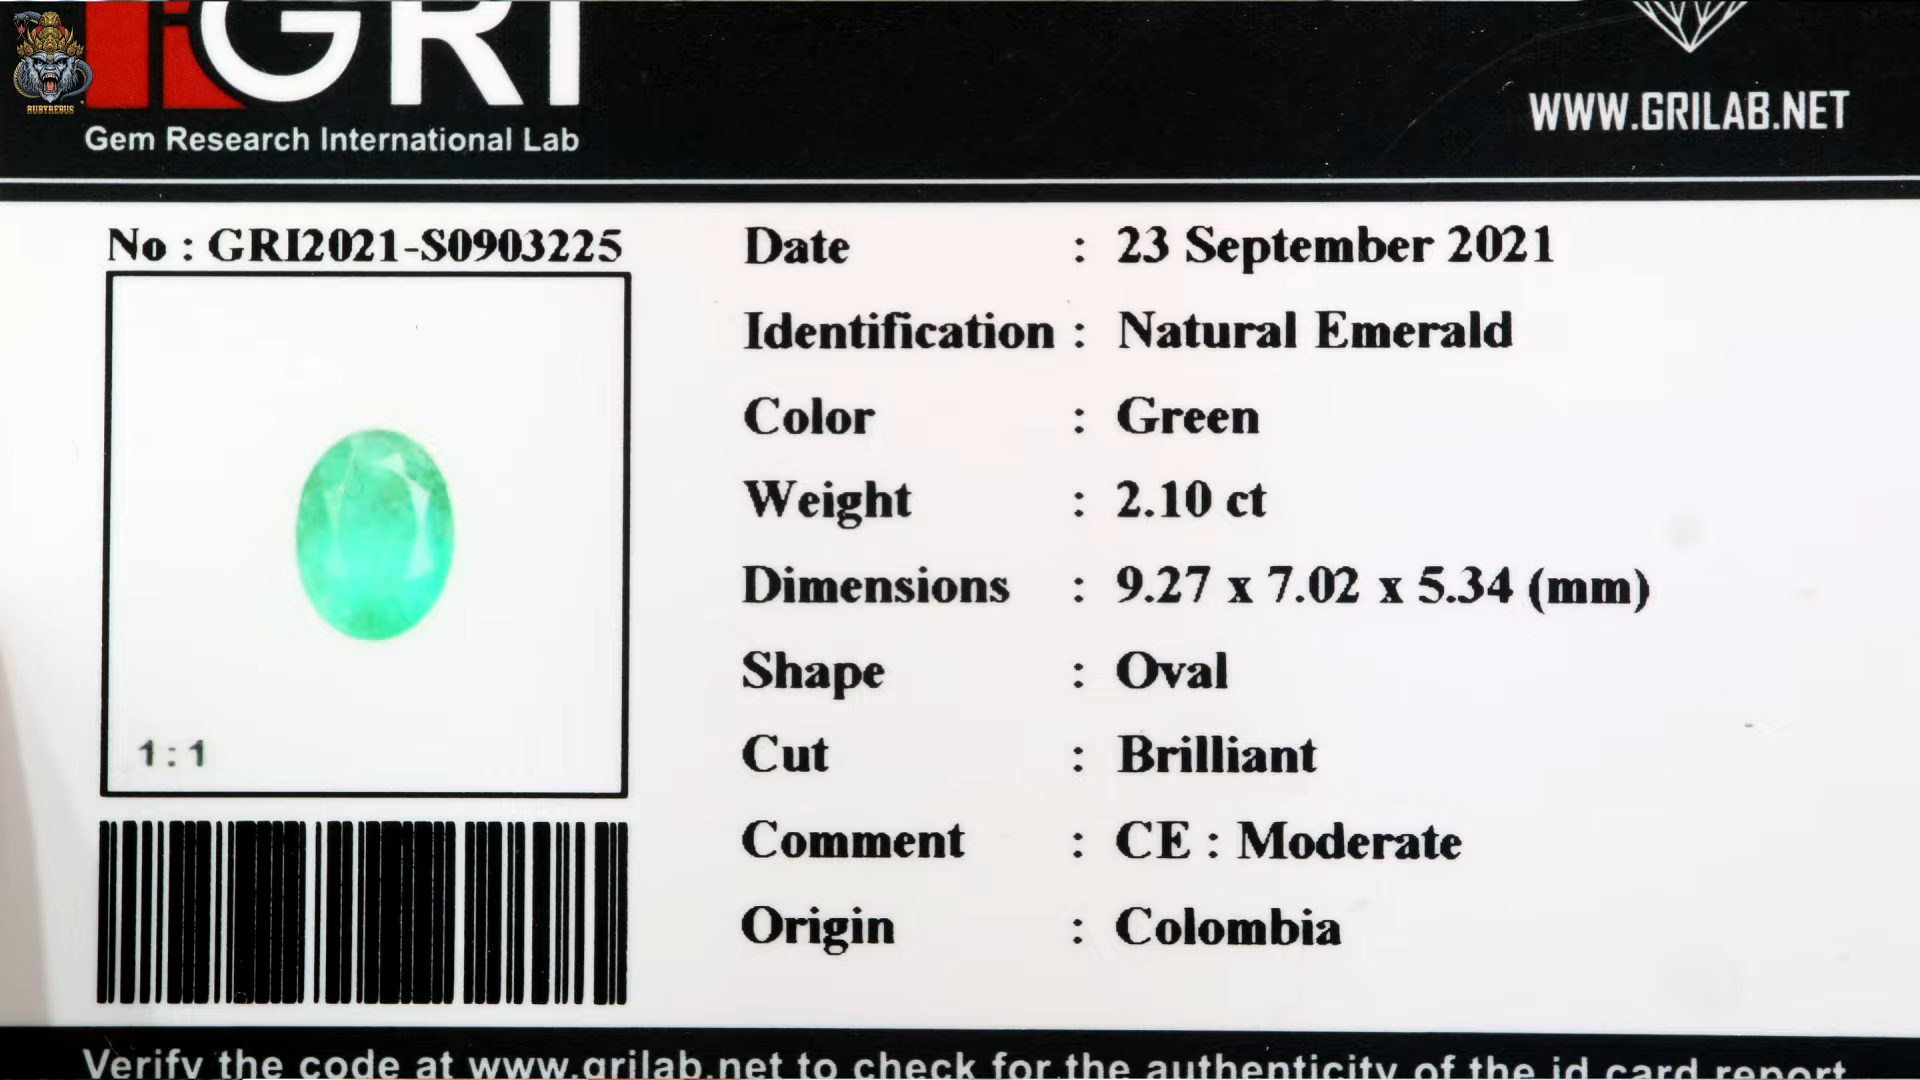 GRI
RUBYREBUS
Gem Research International Lab
WWW.GRILAB.NET
No : GRI2021-S0903225
1 : 1
Date : 23 September 2021
Identification : Natural Emerald
Color : Green
Weight : 2.10 ct
Dimensions : 9.27 x 7.02 x 5.34 (mm)
Shape : Oval
Cut : Brilliant
Comment : CE : Moderate
Origin : Colombia
Verify the code at www.grilab.net to check for the authenticity of the id card report